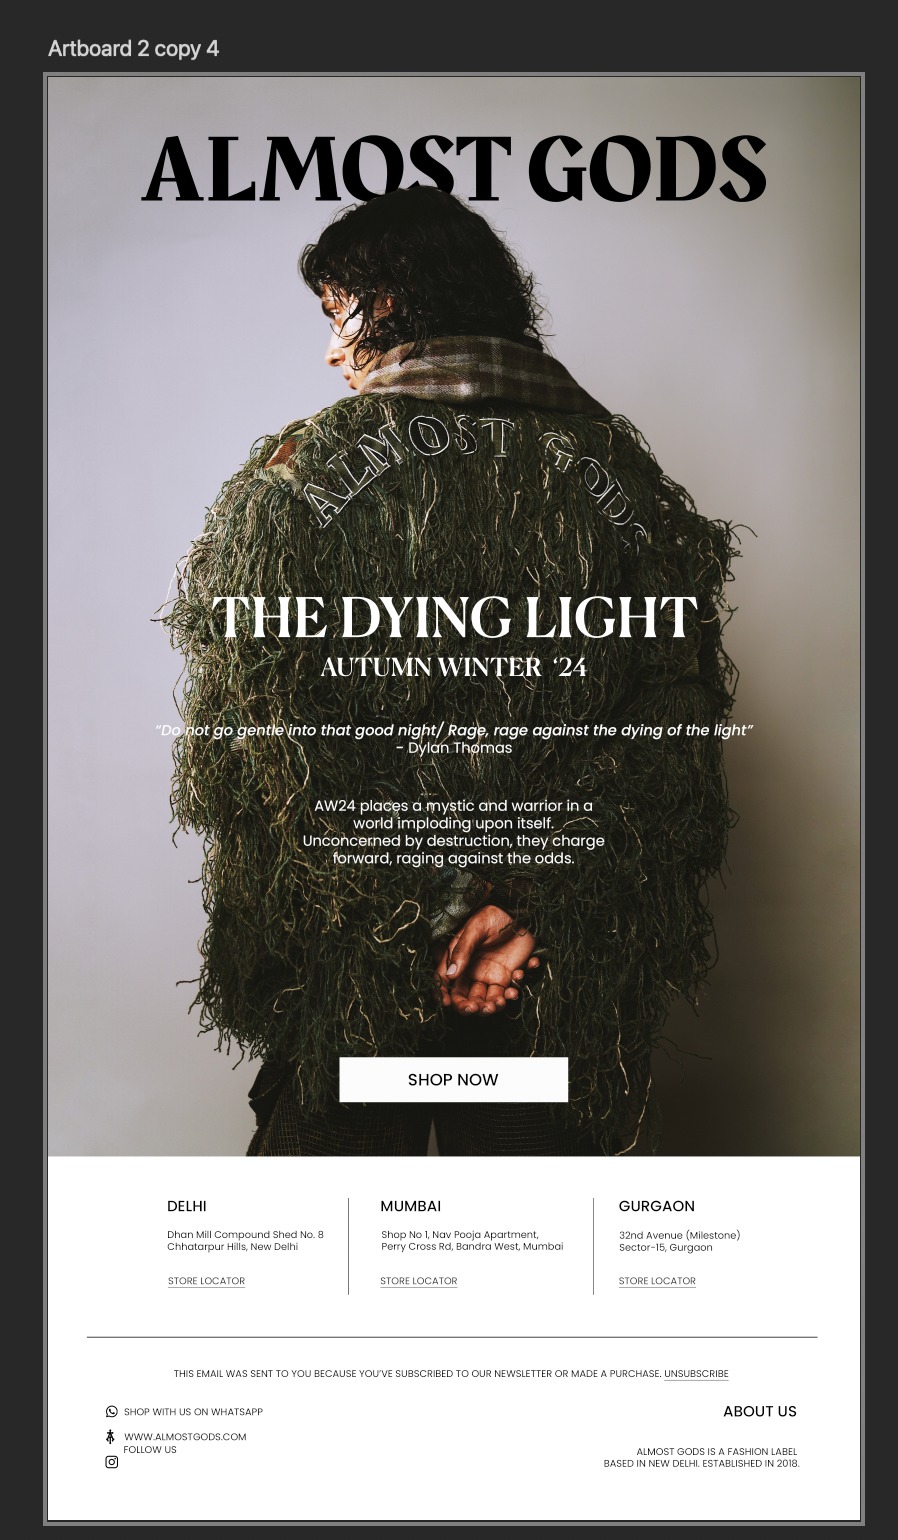 Artboard 2 copy 4
ALMOST GODS
ALMOST GODS
THE DYING LIGHT
AUTUMN WINTER ‘24
“Do not go gentle into that good night/ Rage, rage against the dying of the light”
- Dylan Thomas
AW24 places a mystic and warrior in a
world imploding upon itself.
Unconcerned by destruction, they charge
forward, raging against the odds.
SHOP NOW
DELHI
Dhan Mill Compound Shed No. 8
Chhatarpur Hills, New Delhi
STORE LOCATOR
MUMBAI
Shop No 1, Nav Pooja Apartment,
Perry Cross Rd, Bandra West, Mumbai
STORE LOCATOR
GURGAON
32nd Avenue (Milestone)
Sector-15, Gurgaon
STORE LOCATOR
THIS EMAIL WAS SENT TO YOU BECAUSE YOU’VE SUBSCRIBED TO OUR NEWSLETTER OR MADE A PURCHASE. UNSUBSCRIBE
SHOP WITH US ON WHATSAPP
WWW.ALMOSTGODS.COM
FOLLOW US
ABOUT US
ALMOST GODS IS A FASHION LABEL
BASED IN NEW DELHI. ESTABLISHED IN 2018.